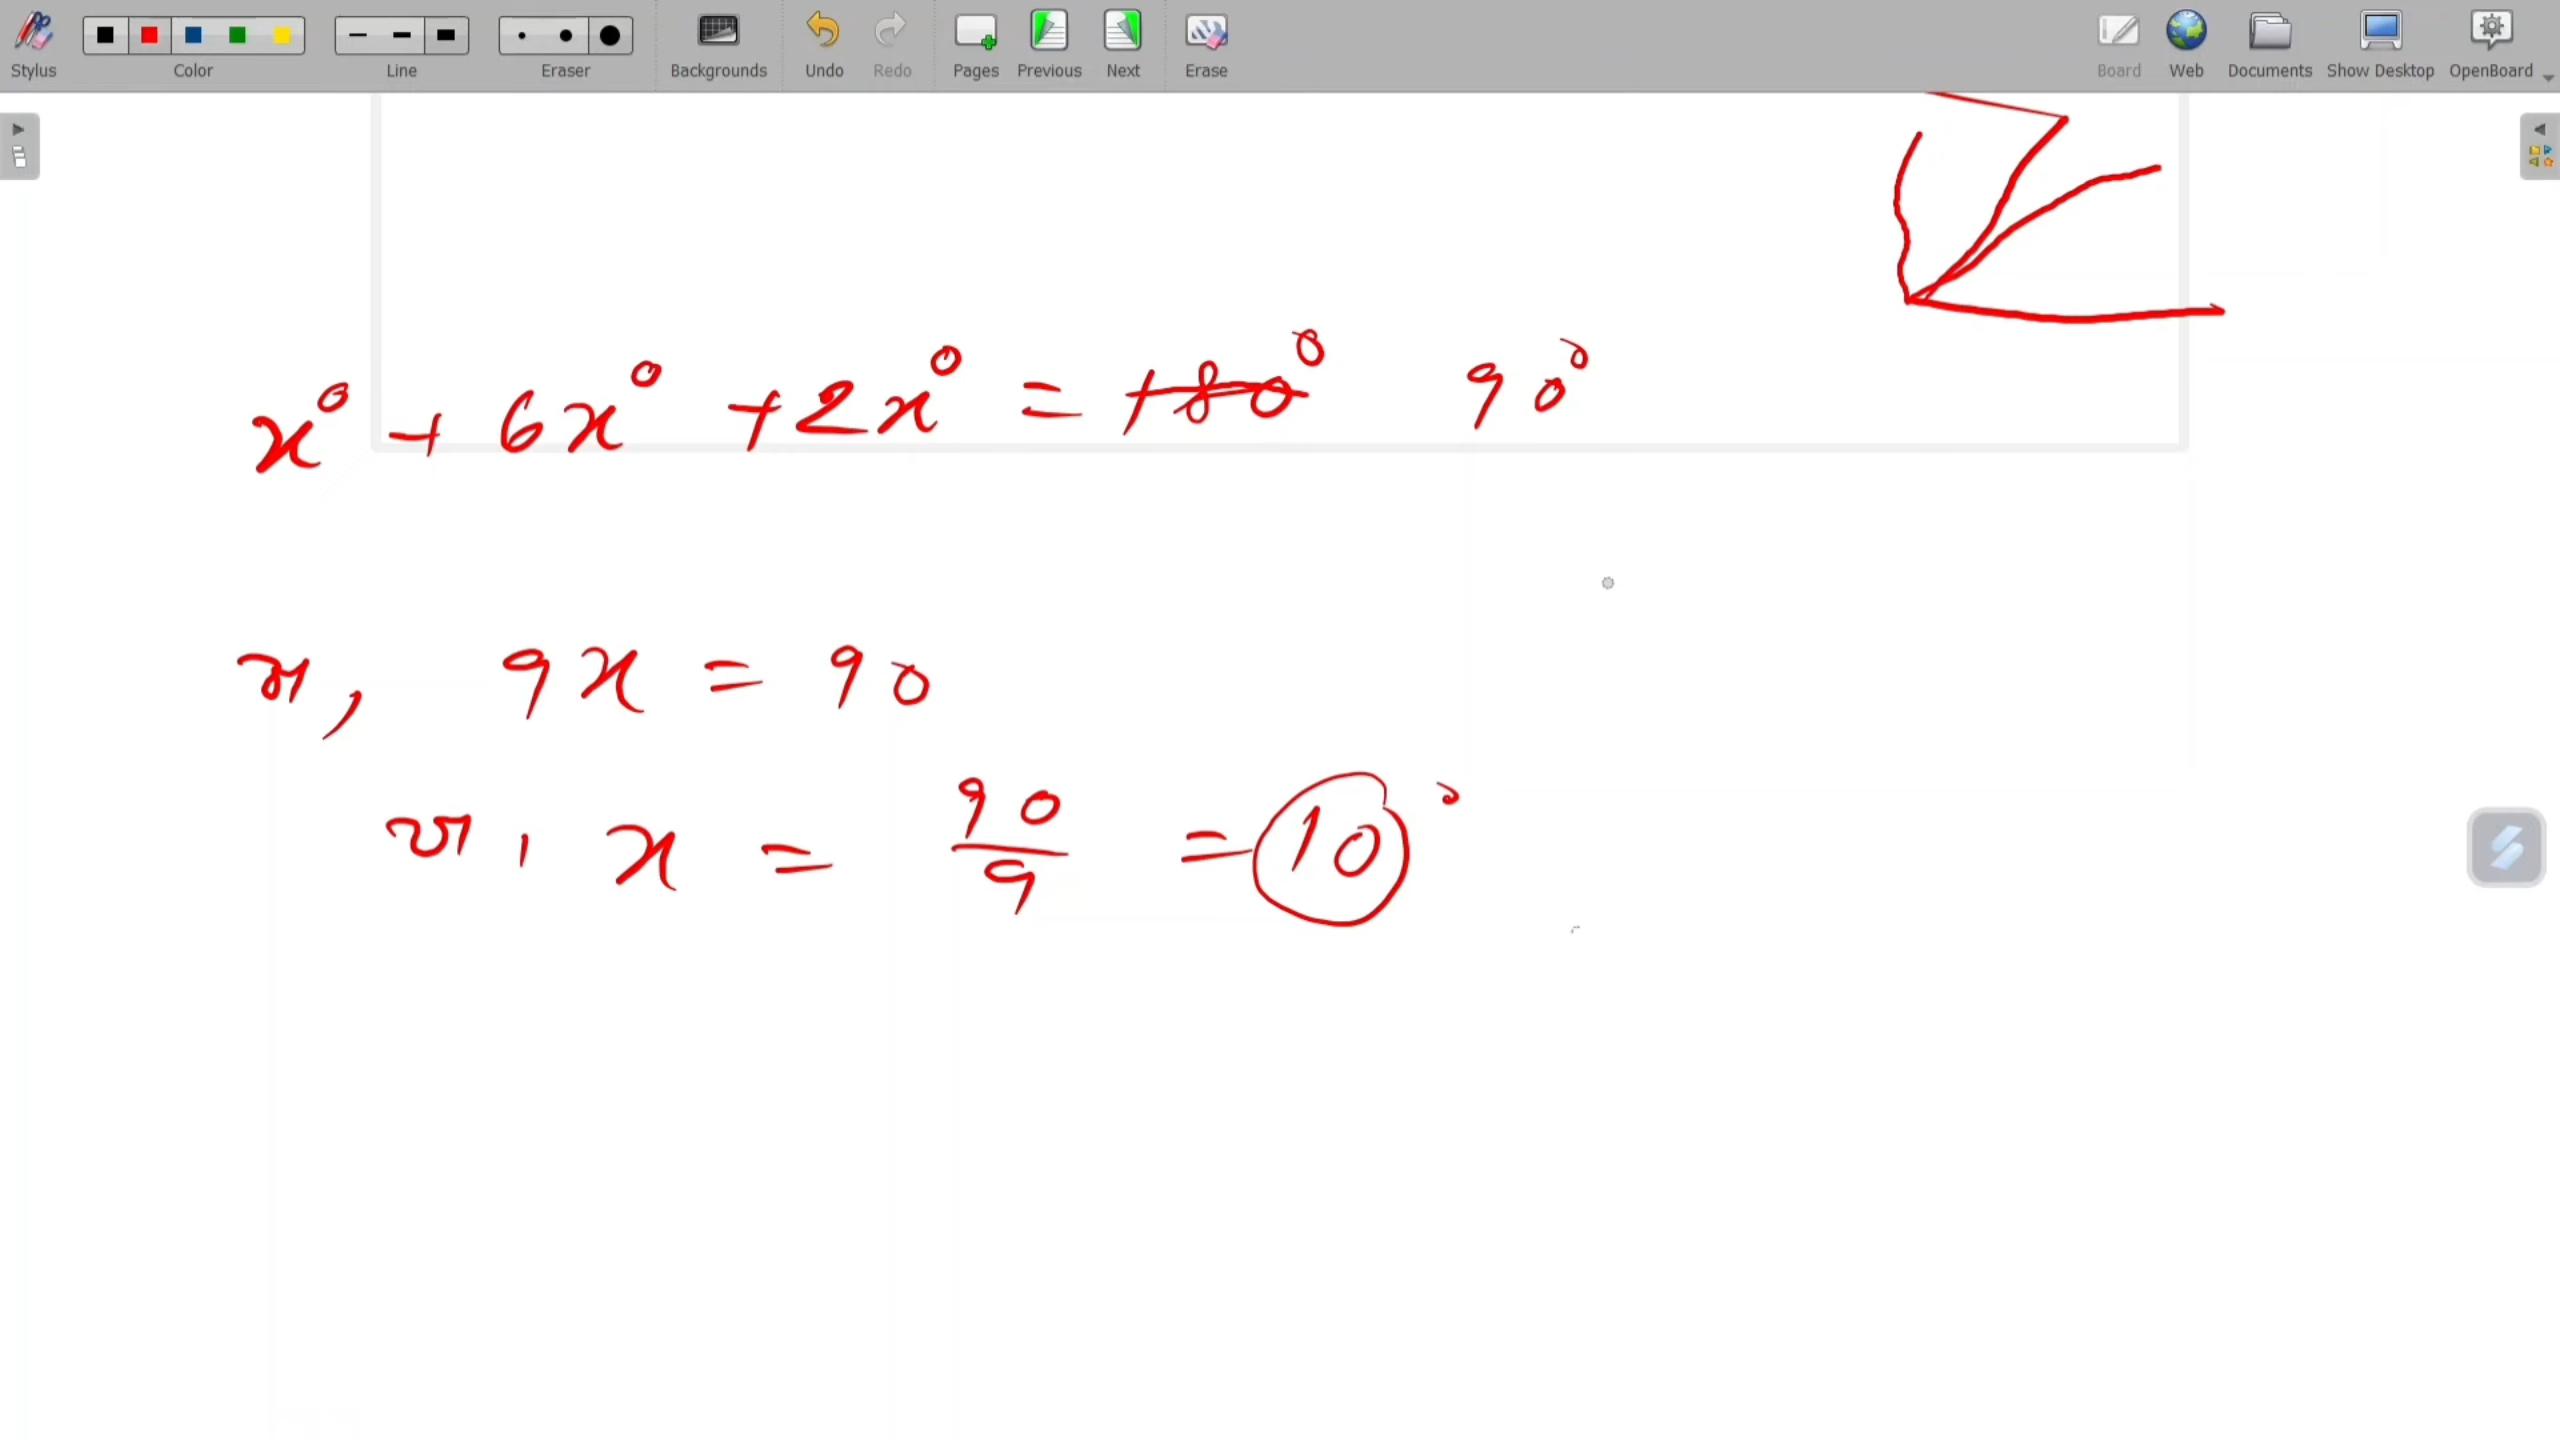 Stylus Color Line Eraser Backgrounds Undo Redo Pages Previous Next Erase Board Web Documents Show Desktop OpenBoard
x° + 6x° + 2x° = 180° 90°
বা, 9x = 90
বা, x = 90/9 = 10°